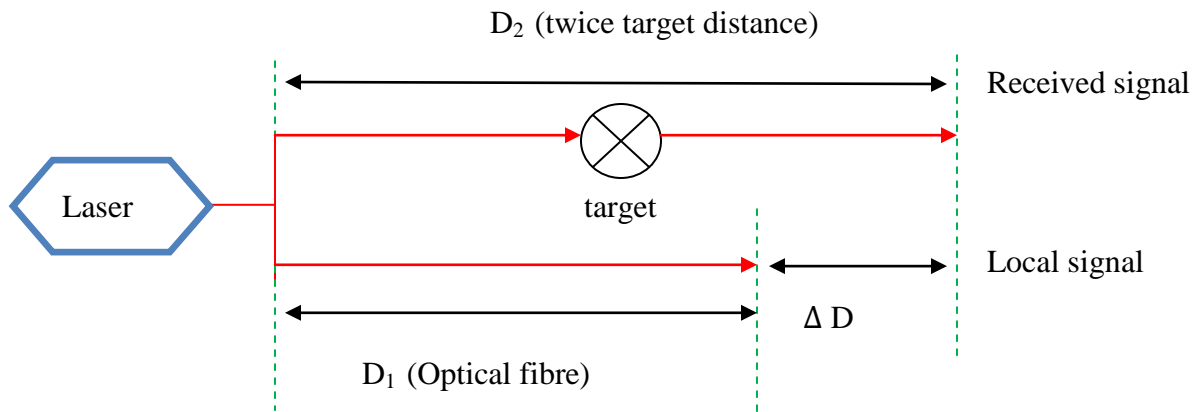 D₂ (twice target distance)
Received signal
Laser
target
Local signal
Δ D
D₁ (Optical fibre)